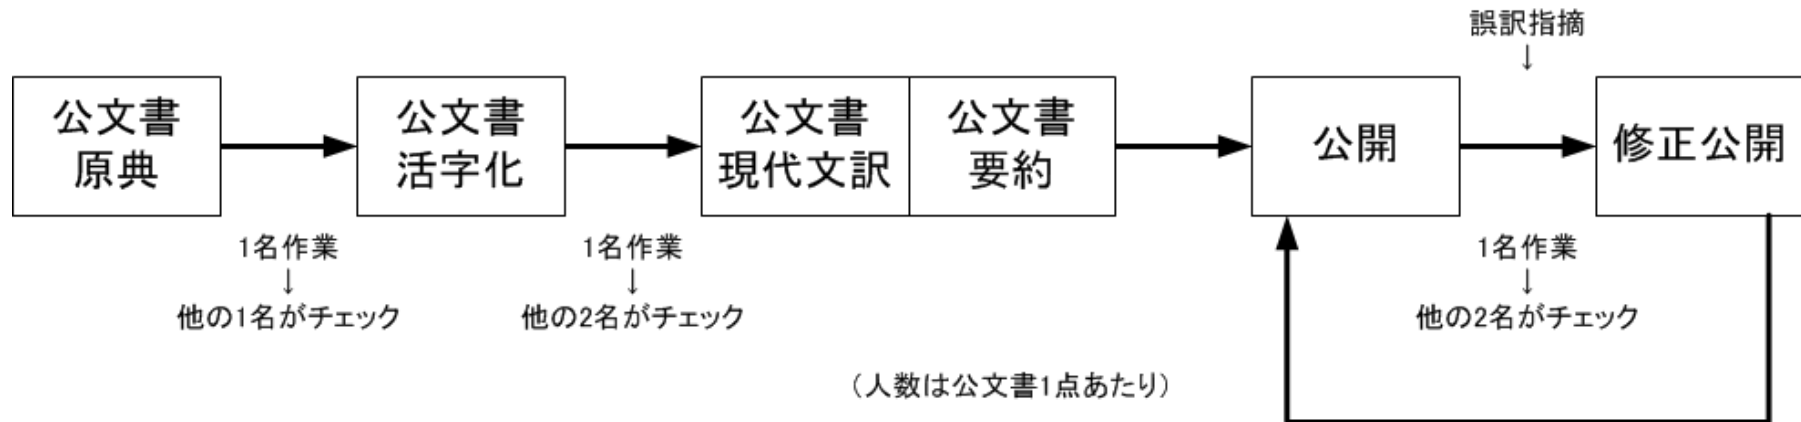 誤訳指摘
↓
公文書
原典
公文書
活字化
公文書
現代文訳
公文書
要約
公開
修正公開
1名作業
↓
他の1名がチェック
1名作業
↓
他の2名がチェック
1名作業
↓
他の2名がチェック
（人数は公文書1点あたり）